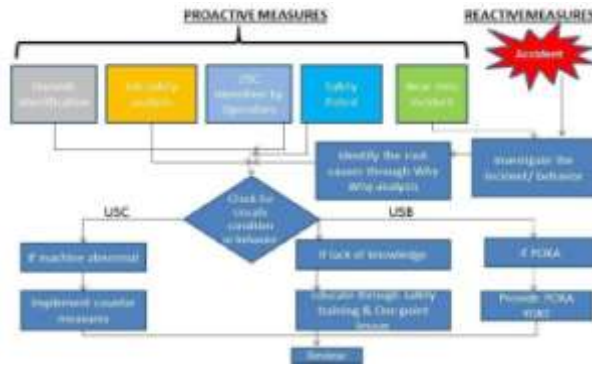 PROACTIVE MEASURES
REACTIVEMEASURES
Accident
Hazard
Identification
Job safety
analysis
USC
Identified by
Operators
Safety
Near miss
incident
Identify the root
causes through Why
Why analysis
Investigate the
incident/ behavior
Check for
Unsafe
condition
or behavior
USC
USB
If machine abnormal
If lack of knowledge
If POKA
Implement counter
measures
Educate through Safety
training & One point
lesson
Provide POKA
YOKE
Review